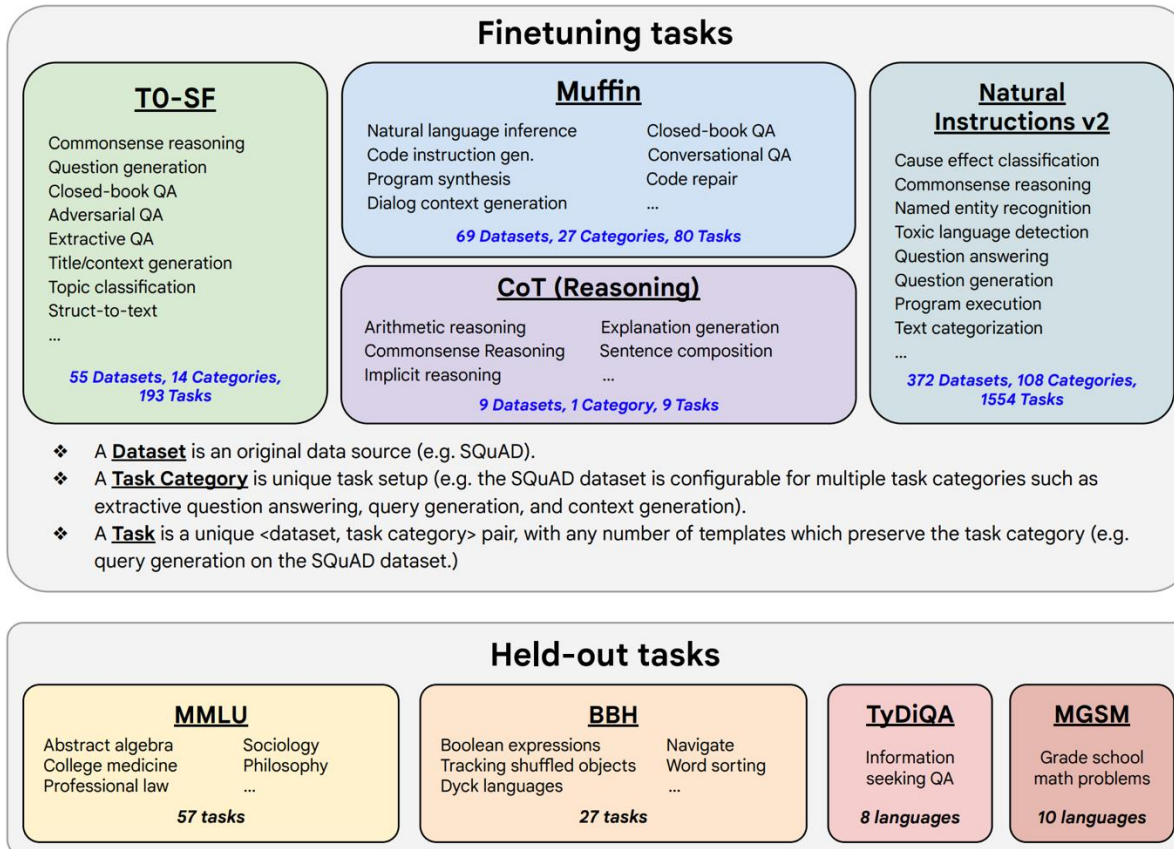 Finetuning tasks
T0-SF
Commonsense reasoning
Question generation
Closed-book QA
Adversarial QA
Extractive QA
Title/context generation
Topic classification
Struct-to-text
...
55 Datasets, 14 Categories,
193 Tasks
Muffin
Natural language inference
Code instruction gen.
Program synthesis
Dialog context generation
Closed-book QA
Conversational QA
Code repair
...
69 Datasets, 27 Categories, 80 Tasks
CoT (Reasoning)
Arithmetic reasoning
Commonsense Reasoning
Implicit reasoning
Explanation generation
Sentence composition
...
9 Datasets, 1 Category, 9 Tasks
Natural
Instructions v2
Cause effect classification
Commonsense reasoning
Named entity recognition
Toxic language detection
Question answering
Question generation
Program execution
Text categorization
...
372 Datasets, 108 Categories,
1554 Tasks
❖ A Dataset is an original data source (e.g. SQuAD).
❖ A Task Category is unique task setup (e.g. the SQuAD dataset is configurable for multiple task categories such as
extractive question answering, query generation, and context generation).
❖ A Task is a unique <dataset, task category> pair, with any number of templates which preserve the task category (e.g.
query generation on the SQuAD dataset.)
Held-out tasks
MMLU
Abstract algebra
College medicine
Professional law
Sociology
Philosophy
...
57 tasks
BBH
Boolean expressions
Tracking shuffled objects
Dyck languages
Navigate
Word sorting
...
27 tasks
TyDiQA
Information
seeking QA
8 languages
MGSM
Grade school
math problems
10 languages